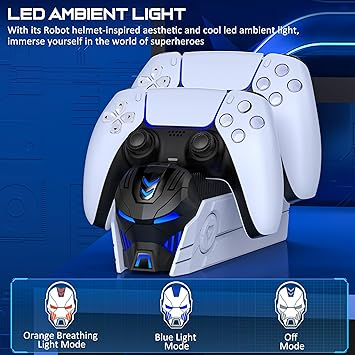 LED AMBIENT LIGHT
With its Robot helmet-inspired aesthetic and cool led ambient light,
immerse yourself in the world of superheroes
Orange Breathing
Light Mode
Blue Light
Mode
Off
Mode